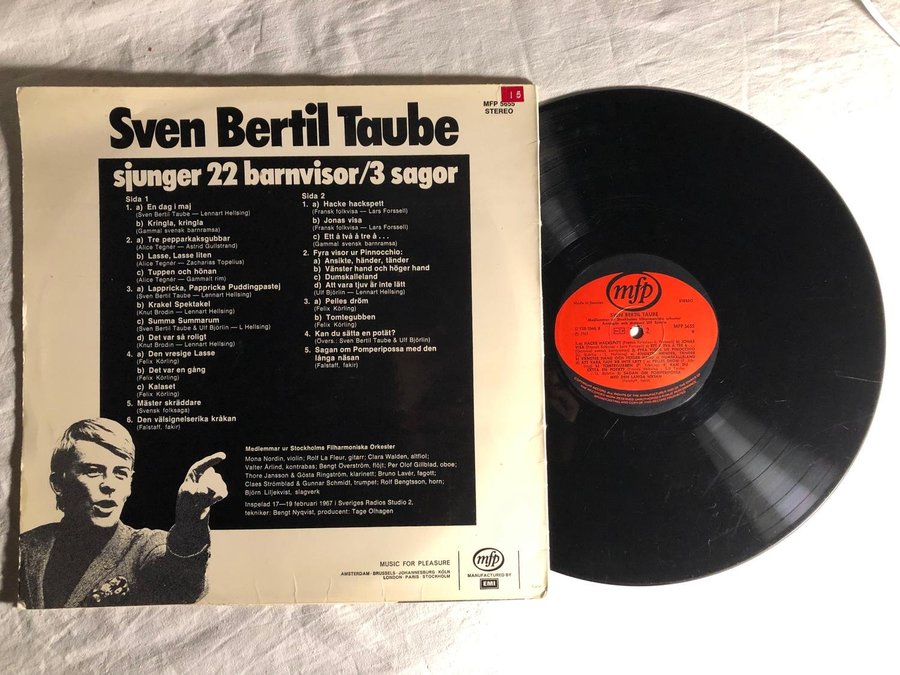 15
MFP 5655
STEREO
Sven Bertil Taube
sjunger 22 barnvisor/3 sagor
Sida 1
1. a) En dag i maj
(Sven Bertil Taube — Lennart Hellsing)
b) Kringla, kringla
(Gammal svensk barnramsa)
2. a) Tre pepparkaksgubbar
(Alice Tegnér — Astrid Gullstrand)
b) Lasse, Lasse liten
(Alice Tegnér — Zacharias Topelius)
c) Tuppen och hönan
(Alice Tegnér — Gammalt rim)
3. a) Lappricka, Pappricka Puddingpastej
(Sven Bertil Taube — Lennart Hellsing)
b) Krakel Spektakel
(Knut Brodin — Lennart Hellsing)
c) Summa Summarum
(Sven Bertil Taube & Ulf Björlin — L Hellsing)
d) Det var så roligt
(Knut Brodin — Lennart Hellsing)
4. a) Den vresige Lasse
(Felix Körling)
b) Det var en gång
(Felix Körling)
c) Kalaset
(Felix Körling)
5. Mäster skräddare
(Svensk folksaga)
6. Den välsignelserika kråkan
(Falstaff, fakir)
Sida 2
1. a) Hacke hackspett
(Fransk folkvisa — Lars Forssell)
b) Jonas visa
(Fransk folkvisa — Lars Forssell)
c) Ett å två å tre å . . .
(Gammal svensk barnramsa)
2. Fyra visor ur Pinnocchio:
a) Ansikte, händer, tänder
b) Vänster hand och höger hand
c) Dumskalleland
d) Att vara tjuv är inte lätt
(Ulf Björlin — Lennart Hellsing)
3. a) Pelles dröm
(Felix Körling)
b) Tomtegubben
(Felix Körling)
4. Kan du sätta en potät?
(Övers.: Sven Bertil Taube & Ulf Björlin)
5. Sagan om Pomperipossa med den
långa näsan
(Falstaff, fakir)
Medlemmar ur Stockholms Filharmoniska Orkester
Mona Nordin, violin; Rolf La Fleur, gitarr; Clara Walden, altfiol;
Valter Ärlind, kontrabas; Bengt Överström, flöjt; Per Olof Gillblad, oboe;
Thore Jansson & Gösta Ringström, klarinett; Bruno Lavér, fagott;
Claes Strömblad & Gunnar Schmidt, trumpet; Rolf Bengtsson, horn;
Björn Liljekvist, slagverk
Inspelad 17—19 februari 1967 i Sveriges Radios Studio 2,
tekniker: Bengt Nyqvist, producent: Tage Olhagen
MUSIC FOR PLEASURE
AMSTERDAM · BRUSSELS · JOHANNESBURG · KÖLN
LONDON · PARIS · STOCKHOLM
mfp
MANUFACTURED BY
EMI
mfp
Made in Sweden
STEREO
SVEN BERTIL TAUBE
MFP 5655
2